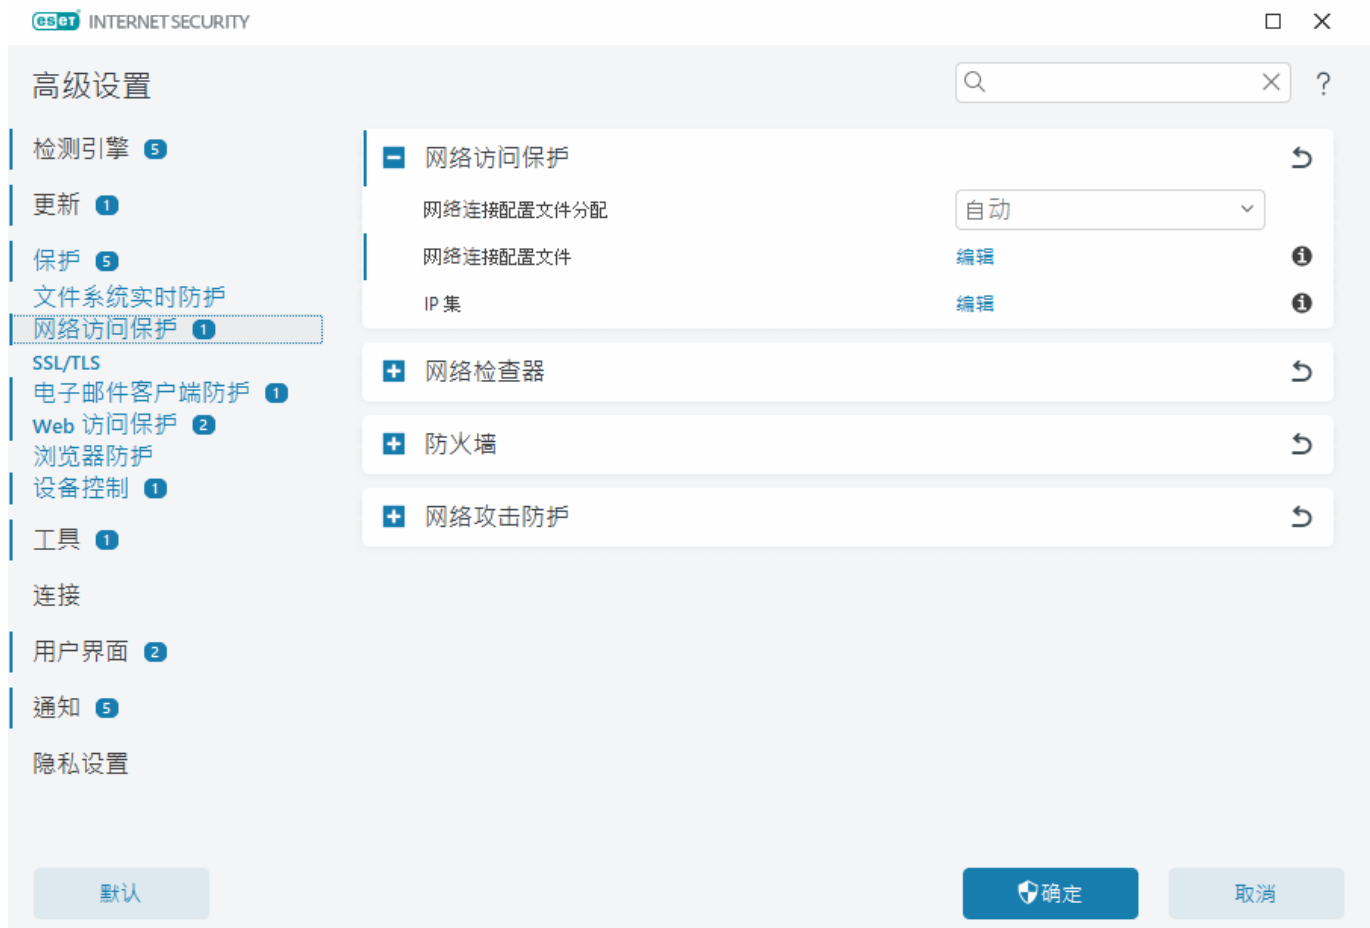 eset INTERNET SECURITY
高级设置
?
检测引擎 5
更新 1
保护 5
文件系统实时防护
网络访问保护 1
SSL/TLS
电子邮件客户端防护 1
Web 访问保护 2
浏览器防护
设备控制 1
工具 1
连接
用户界面 2
通知 5
隐私设置
网络访问保护
网络连接配置文件分配 自动
网络连接配置文件 编辑
IP 集 编辑
网络检查器
防火墙
网络攻击防护
默认
确定
取消